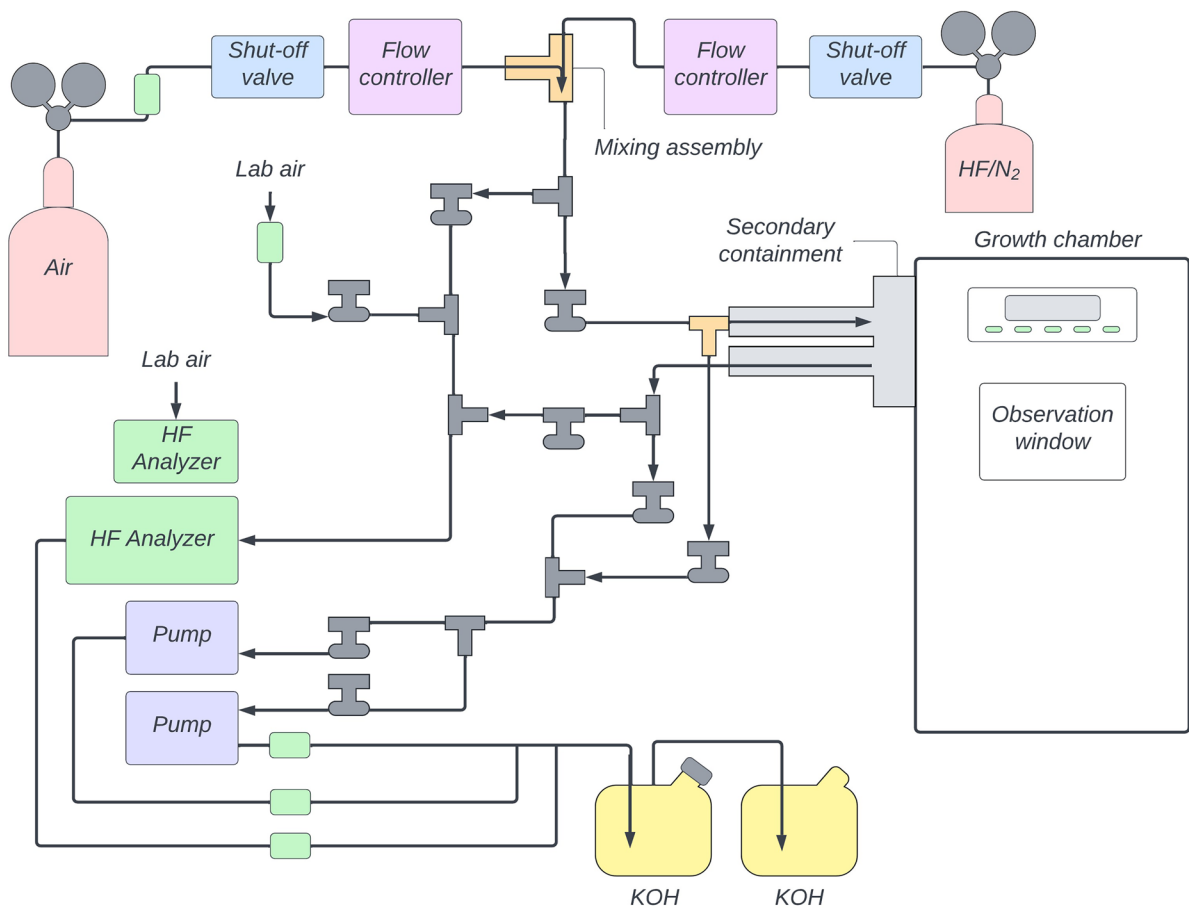 Shut-off
valve
Flow
controller
Flow
controller
Shut-off
valve
Mixing assembly
HF/N₂
Lab air
Air
Secondary
containment
Growth chamber
Lab air
HF
Analyzer
Observation
window
HF Analyzer
Pump
Pump
KOH
KOH